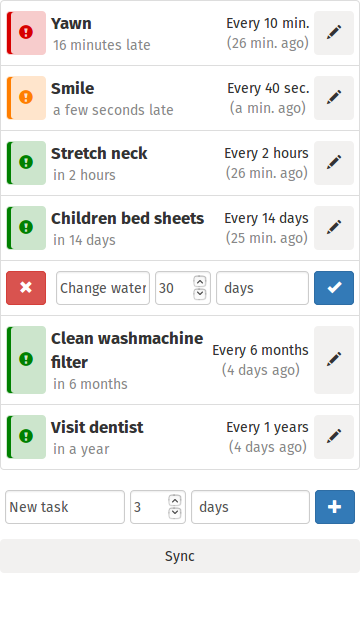 Yawn Every 10 min.
16 minutes late (26 min. ago)
Smile Every 40 sec.
a few seconds late (a min. ago)
Stretch neck Every 2 hours
in 2 hours (26 min. ago)
Children bed sheets Every 14 days
in 14 days (25 min. ago)
Change water 30 days
Clean washmachine
filter
Every 6 months
in 6 months (4 days ago)
Visit dentist Every 1 years
in a year (4 days ago)
New task 3 days
Sync